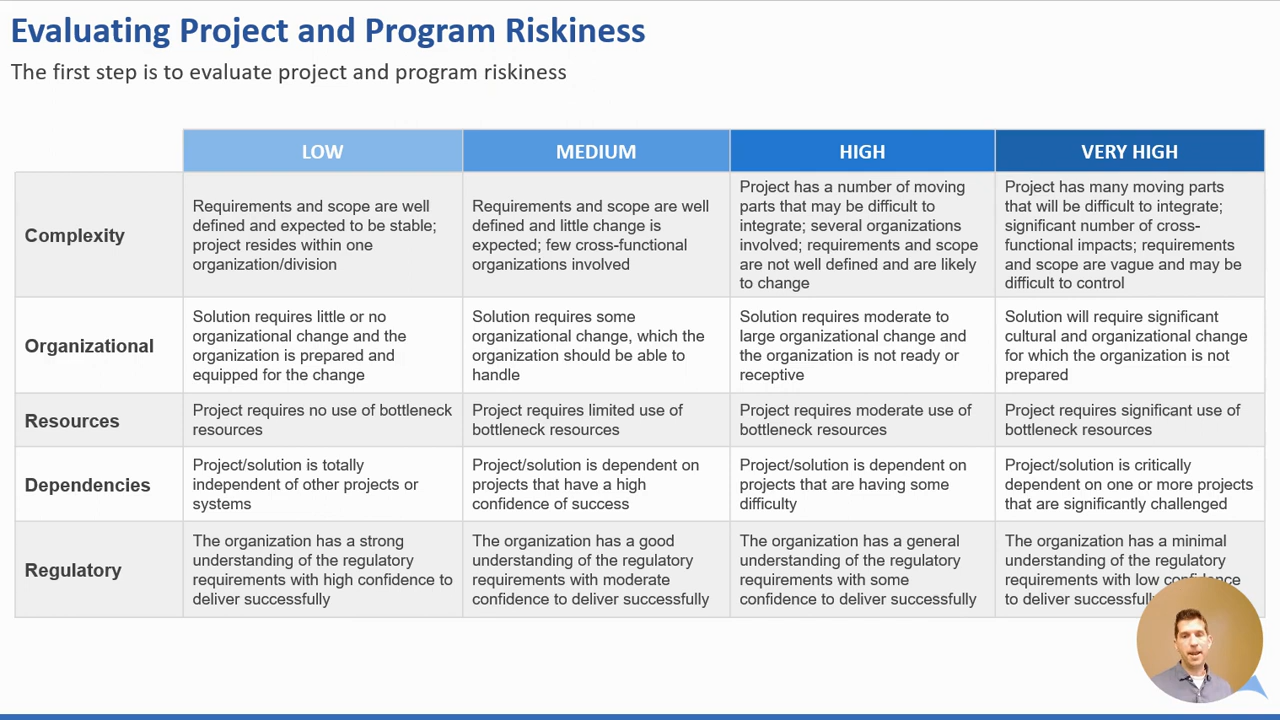 Evaluating Project and Program Riskiness
The first step is to evaluate project and program riskiness
LOW
MEDIUM
HIGH
VERY HIGH
Complexity
Requirements and scope are well
defined and expected to be stable;
project resides within one
organization/division
Requirements and scope are well
defined and little change is
expected; few cross-functional
organizations involved
Project has a number of moving
parts that may be difficult to
integrate; several organizations
involved; requirements and scope
are not well defined and are likely
to change
Project has many moving parts
that will be difficult to integrate;
significant number of cross-
functional impacts; requirements
and scope are vague and may be
difficult to control
Organizational
Solution requires little or no
organizational change and the
organization is prepared and
equipped for the change
Solution requires some
organizational change, which the
organization should be able to
handle
Solution requires moderate to
large organizational change and
the organization is not ready or
receptive
Solution will require significant
cultural and organizational change
for which the organization is not
prepared
Resources
Project requires no use of bottleneck
resources
Project requires limited use of
bottleneck resources
Project requires moderate use of
bottleneck resources
Project requires significant use of
bottleneck resources
Dependencies
Project/solution is totally
independent of other projects or
systems
Project/solution is dependent on
projects that have a high
confidence of success
Project/solution is dependent on
projects that are having some
difficulty
Project/solution is critically
dependent on one or more projects
that are significantly challenged
Regulatory
The organization has a strong
understanding of the regulatory
requirements with high confidence to
deliver successfully
The organization has a good
understanding of the regulatory
requirements with moderate
confidence to deliver successfully
The organization has a general
understanding of the regulatory
requirements with some
confidence to deliver successfully
The organization has a minimal
understanding of the regulatory
requirements with low confidence
to deliver successfully